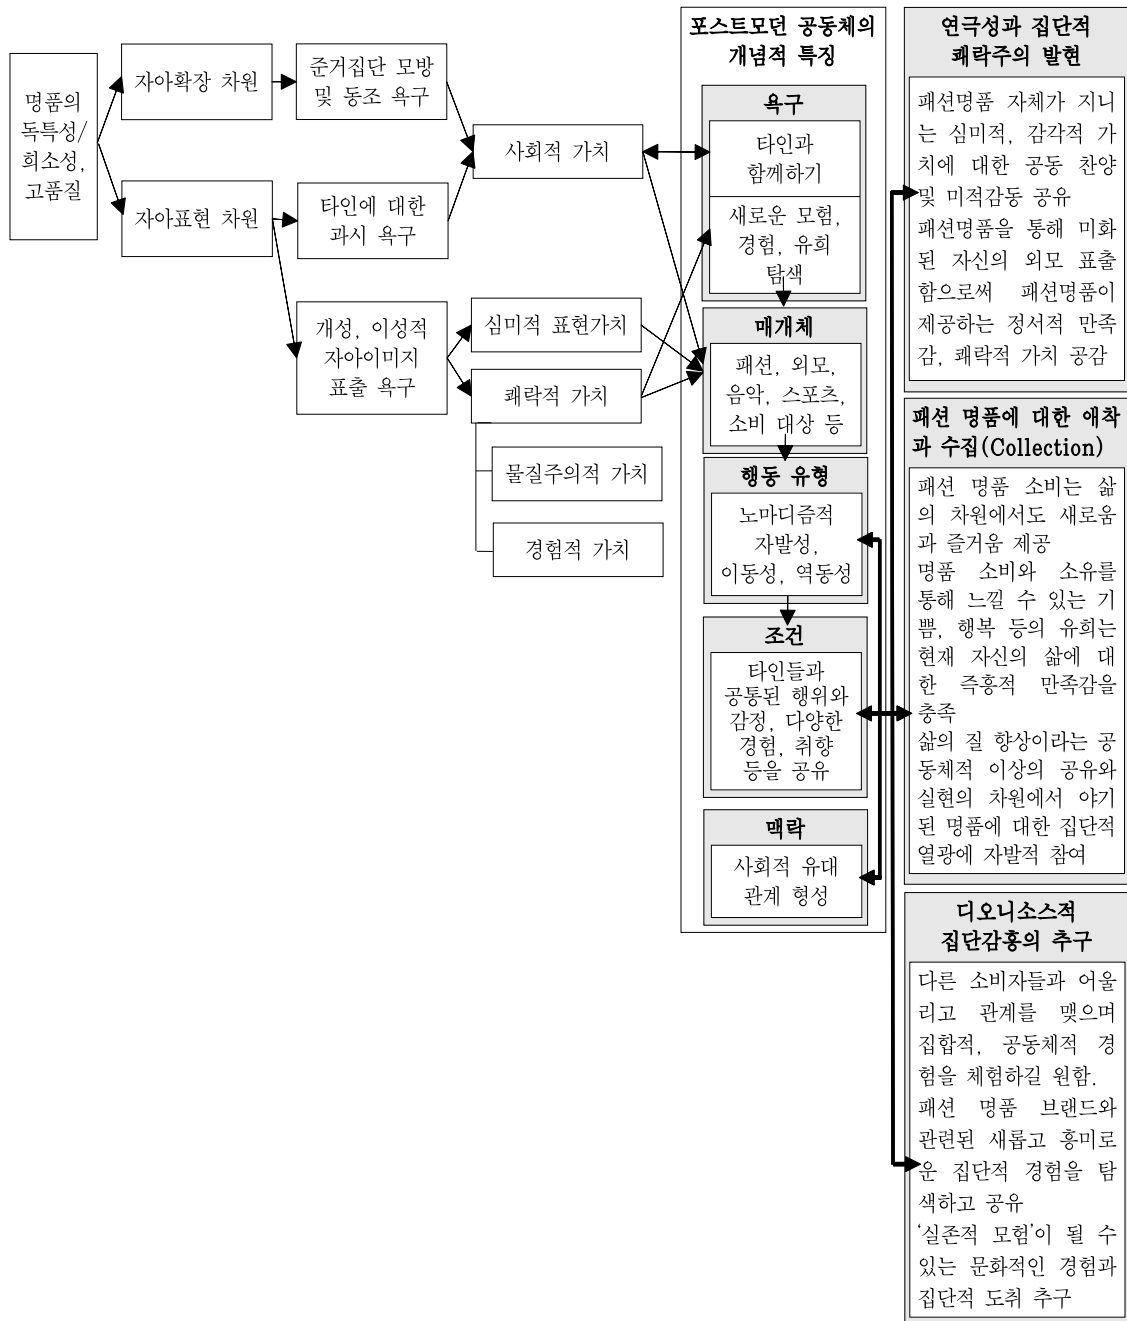 명품의
독특성/
희소성,
고품질
자아확장 차원
자아표현 차원
준거집단 모방
및 동조 욕구
타인에 대한
과시 욕구
개성, 이성적
자아이미지
표출 욕구
사회적 가치
심미적 표현가치
쾌락적 가치
물질주의적 가치
경험적 가치
포스트모던 공동체의
개념적 특징
욕구
타인과
함께하기
새로운 모험,
경험, 유희
탐색
매개체
패션, 외모,
음악, 스포츠,
소비 대상 등
행동 유형
노마디즘적
자발성,
이동성, 역동성
조건
타인들과
공통된 행위와
감정, 다양한
경험, 취향
등을 공유
맥락
사회적 유대
관계 형성
연극성과 집단적
쾌락주의 발현
패션명품 자체가 지니
는 심미적, 감각적 가
치에 대한 공동 찬양
및 미적감동 공유
패션명품을 통해 미화
된 자신의 외모 표출
함으로써 패션명품이
제공하는 정서적 만족
감, 쾌락적 가치 공감
패션 명품에 대한 애착
과 수집(Collection)
패션 명품 소비는 삶
의 차원에서도 새로움
과 즐거움 제공
명품 소비와 소유를
통해 느낄 수 있는 기
쁨, 행복 등의 유희는
현재 자신의 삶에 대
한 즉흥적 만족감을
충족
삶의 질 향상이라는 공
동체적 이상의 공유와
실현의 차원에서 야기
된 명품에 대한 집단적
열광에 자발적 참여
디오니소스적
집단감흥의 추구
다른 소비자들과 어울
리고 관계를 맺으며
집합적, 공동체적 경
험을 체험하길 원함.
패션 명품 브랜드와
관련된 새롭고 흥미로
운 집단적 경험을 탐
색하고 공유
'실존적 모험'이 될 수
있는 문화적인 경험과
집단적 도취 추구